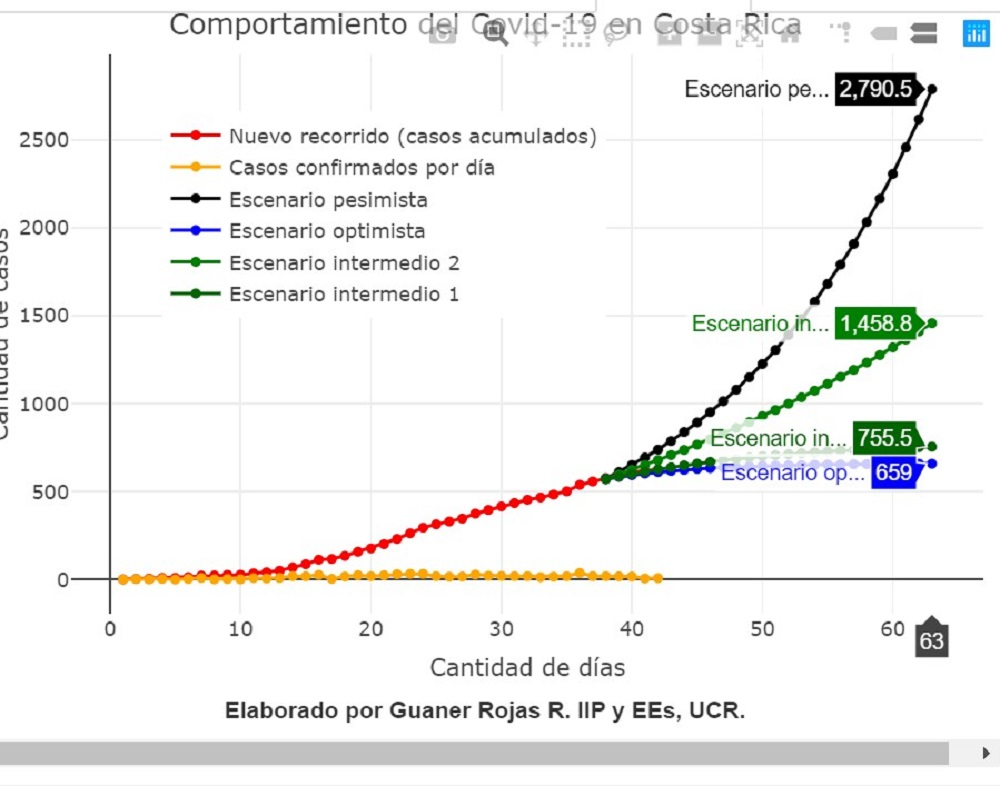 Comportamiento del Covid-19 en Costa Rica
Cantidad de casos
2500
2000
1500
1000
500
0
Nuevo recorrido (casos acumulados)
Casos confirmados por día
Escenario pesimista
Escenario optimista
Escenario intermedio 2
Escenario intermedio 1
Escenario pe... 2,790.5
Escenario in... 1,458.8
Escenario in... 755.5
Escenario op... 659
0 10 20 30 40 50 60
63
Cantidad de días
Elaborado por Guaner Rojas R. IIP y EEs, UCR.